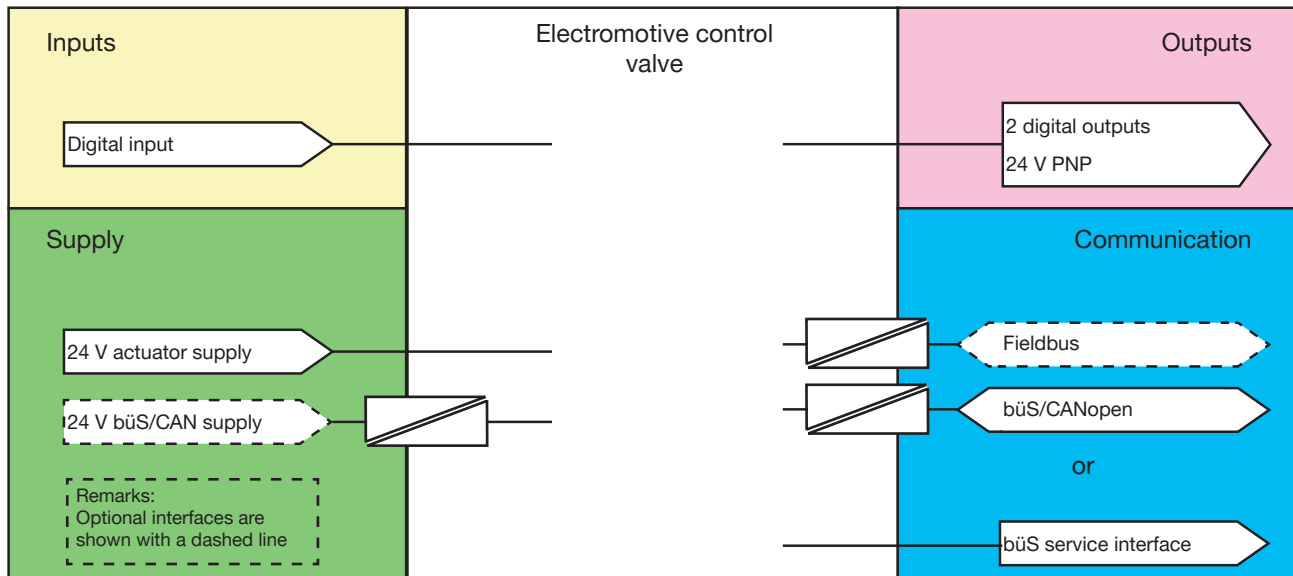 Inputs
Electromotive control
valve
Outputs
Digital input
2 digital outputs
24 V PNP
Supply
Communication
24 V actuator supply
Fieldbus
24 V büS/CAN supply
büS/CANopen
or
Remarks:
Optional interfaces are
shown with a dashed line
büS service interface